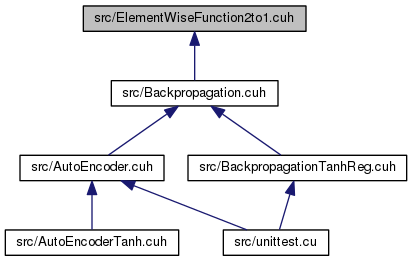 src/ElementWiseFunction2to1.cuh
src/Backpropagation.cuh
src/AutoEncoder.cuh
src/BackpropagationTanhReg.cuh
src/AutoEncoderTanh.cuh
src/unittest.cu